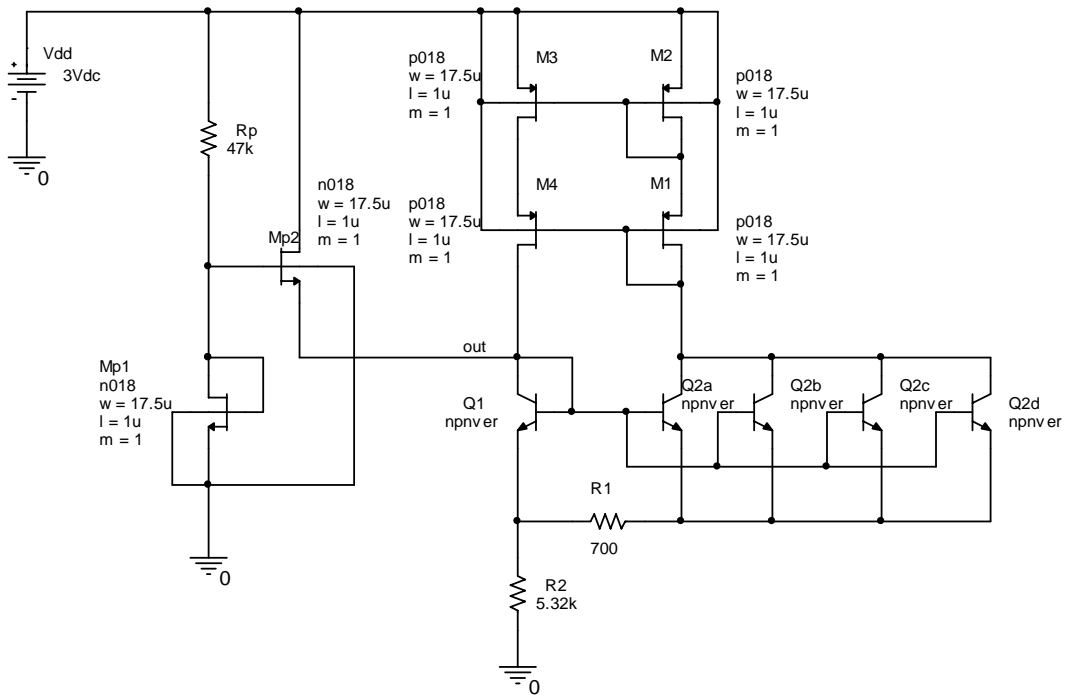 Vdd
3Vdc
0
Rp
47k
n018
w = 17.5u
l = 1u
m = 1
Mp2
Mp1
n018
w = 17.5u
l = 1u
m = 1
0
p018
w = 17.5u
l = 1u
m = 1
M3
M2
p018
w = 17.5u
l = 1u
m = 1
p018
w = 17.5u
l = 1u
m = 1
M4
M1
p018
w = 17.5u
l = 1u
m = 1
out
Q1
npnver
Q2a
npnver
Q2b
npnver
Q2c
npnver
Q2d
npnver
R1
700
R2
5.32k
0